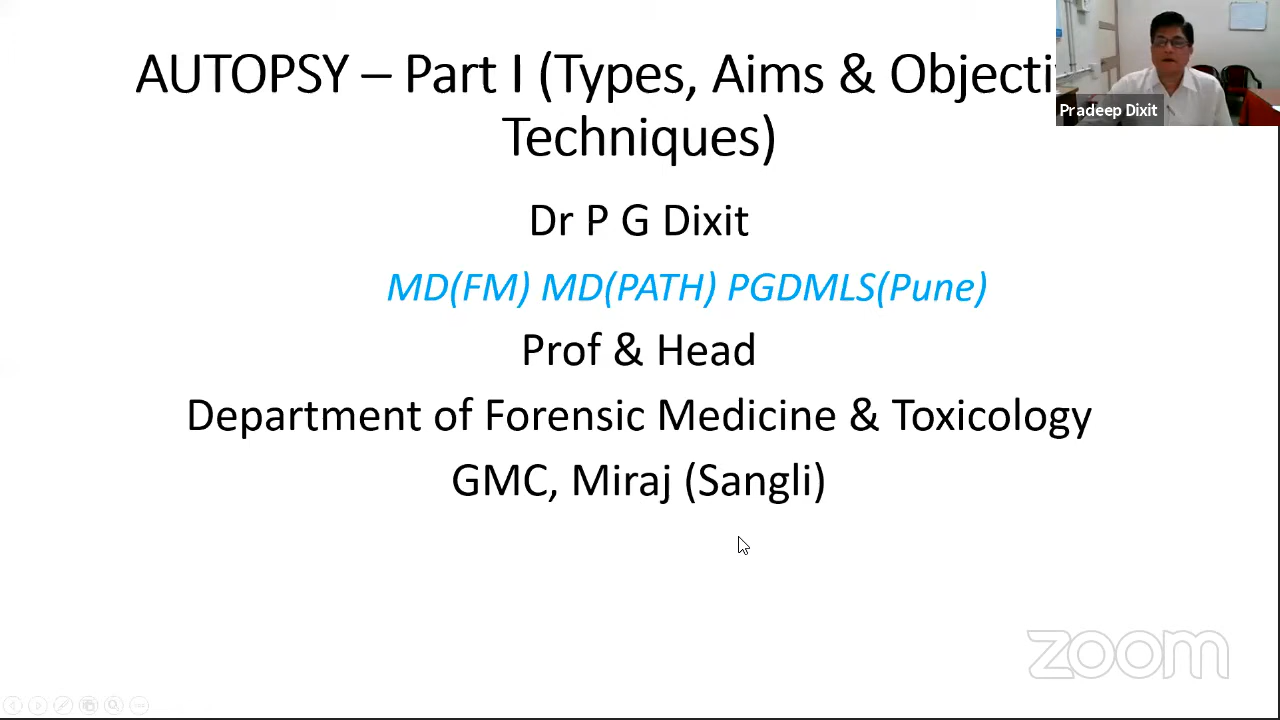 AUTOPSY – Part I (Types, Aims & Objecti
Techniques)
Dr P G Dixit
MD(FM) MD(PATH) PGDMLS(Pune)
Prof & Head
Department of Forensic Medicine & Toxicology
GMC, Miraj (Sangli)
Pradeep Dixit
zoom